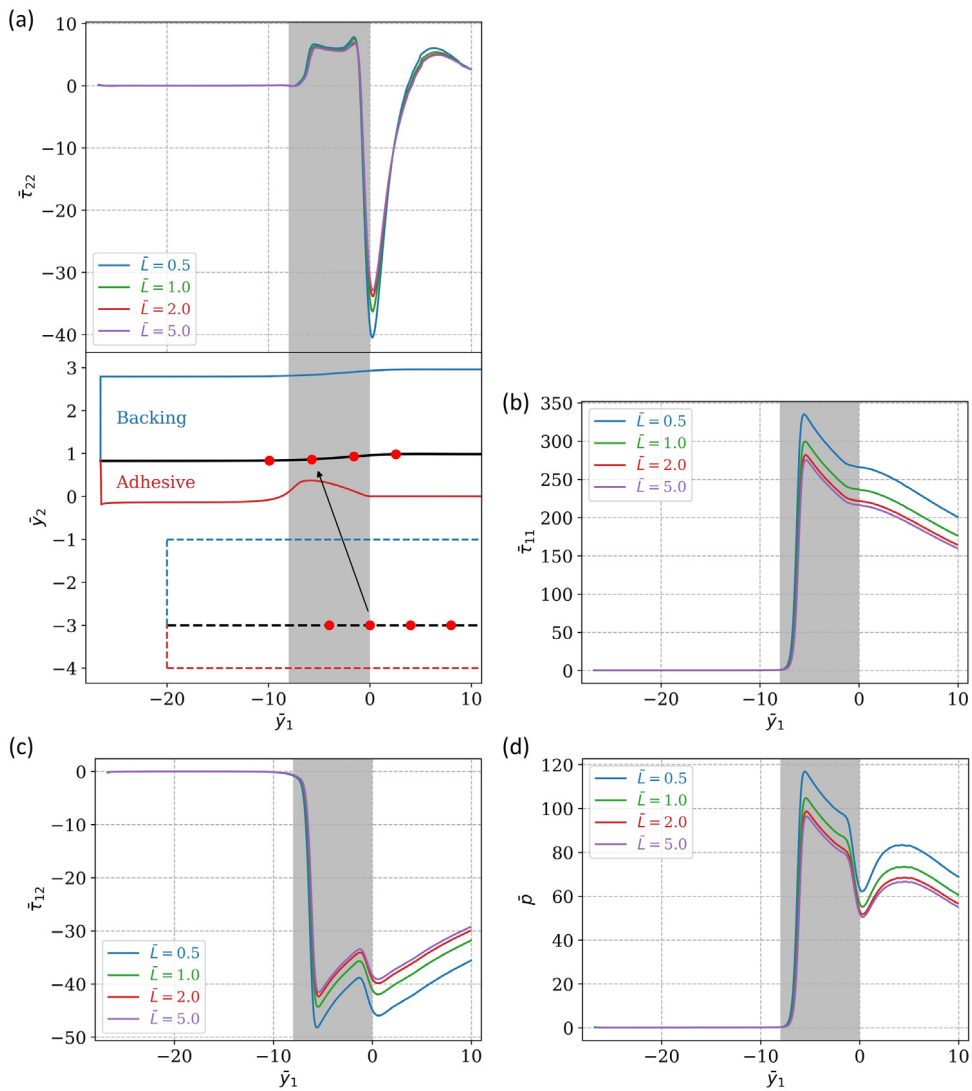 (a)
10
0
−10
−20
−30
−40
τ̄₂₂
L̄ = 0.5
L̄ = 1.0
L̄ = 2.0
L̄ = 5.0
3
2
1
0
−1
−2
−3
−4
ȳ₂
Backing
Adhesive
−20
−10
0
10
ȳ₁
(b)
350
300
250
200
150
100
50
0
τ̄₁₁
L̄ = 0.5
L̄ = 1.0
L̄ = 2.0
L̄ = 5.0
−20
−10
0
10
ȳ₁
(c)
0
−10
−20
−30
−40
−50
τ̄₁₂
L̄ = 0.5
L̄ = 1.0
L̄ = 2.0
L̄ = 5.0
−20
−10
0
10
ȳ₁
(d)
120
100
80
60
40
20
0
p̄
L̄ = 0.5
L̄ = 1.0
L̄ = 2.0
L̄ = 5.0
−20
−10
0
10
ȳ₁